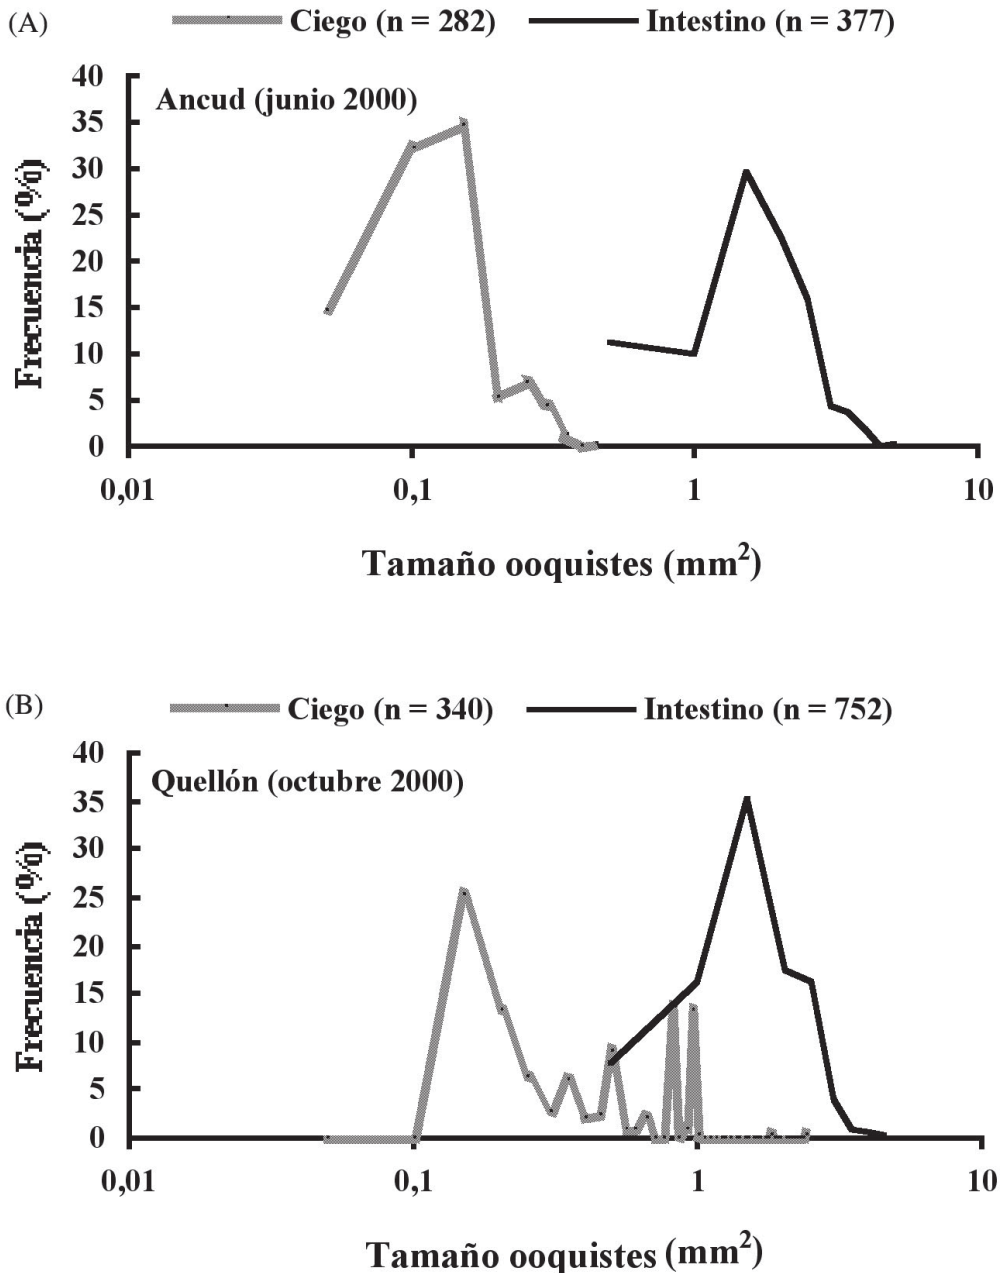 (A)
Ciego (n = 282) Intestino (n = 377)
Ancud (junio 2000)
Frecuencia (%)
40
35
30
25
20
15
10
5
0
0,01 0,1 1 10
Tamaño ooquistes (mm²)
(B)
Ciego (n = 340) Intestino (n = 752)
Quellón (octubre 2000)
Frecuencia (%)
40
35
30
25
20
15
10
5
0
0,01 0,1 1 10
Tamaño ooquistes (mm²)